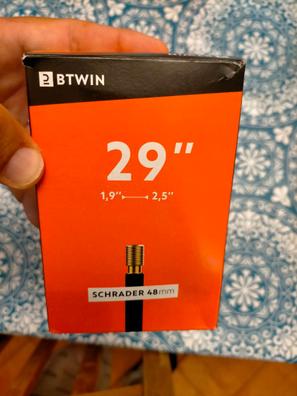 BTWIN
29"
1,9" 2,5"
SCHRADER 48mm